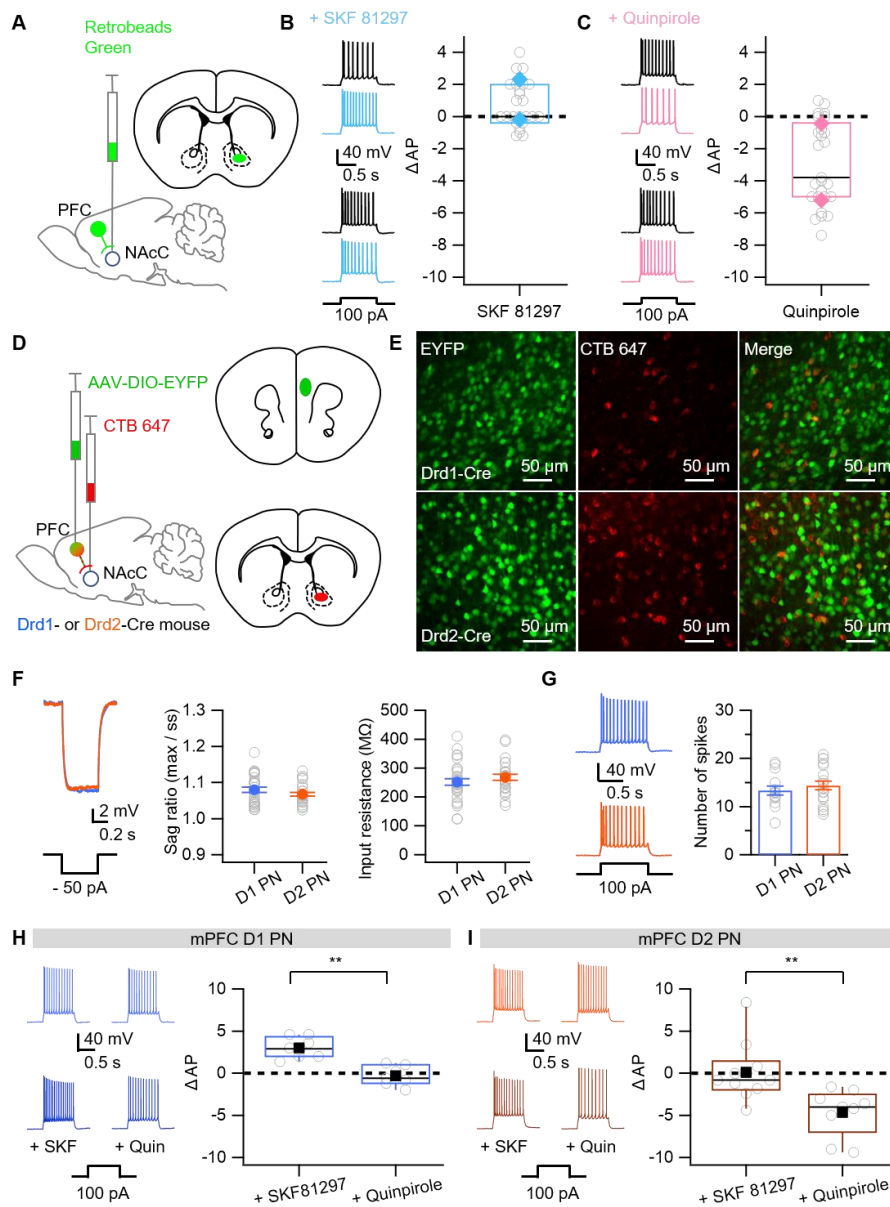 A
Retrobeads
Green
PFC
NAcC
B
+ SKF 81297
40 mV
0.5 s
100 pA
ΔAP
4
2
0
-2
-4
-6
-8
-10
SKF 81297
C
+ Quinpirole
40 mV
0.5 s
100 pA
ΔAP
4
2
0
-2
-4
-6
-8
-10
Quinpirole
D
AAV-DIO-EYFP
CTB 647
PFC
NAcC
Drd1- or Drd2-Cre mouse
E
EYFP
CTB 647
Merge
Drd1-Cre
50 µm
50 µm
50 µm
Drd2-Cre
50 µm
50 µm
50 µm
F
2 mV
0.2 s
- 50 pA
Sag ratio (max / ss)
1.3
1.2
1.1
1.0
0.9
D1 PN
D2 PN
Input resistance (MΩ)
500
400
300
200
100
0
D1 PN
D2 PN
G
40 mV
0.5 s
100 pA
Number of spikes
30
20
10
0
D1 PN
D2 PN
H
mPFC D1 PN
40 mV
0.5 s
+ SKF
+ Quin
100 pA
ΔAP
10
5
0
-5
-10
**
+ SKF81297
+ Quinpirole
I
mPFC D2 PN
40 mV
0.5 s
+ SKF
+ Quin
100 pA
ΔAP
10
5
0
-5
-10
**
+ SKF 81297
+ Quinpirole